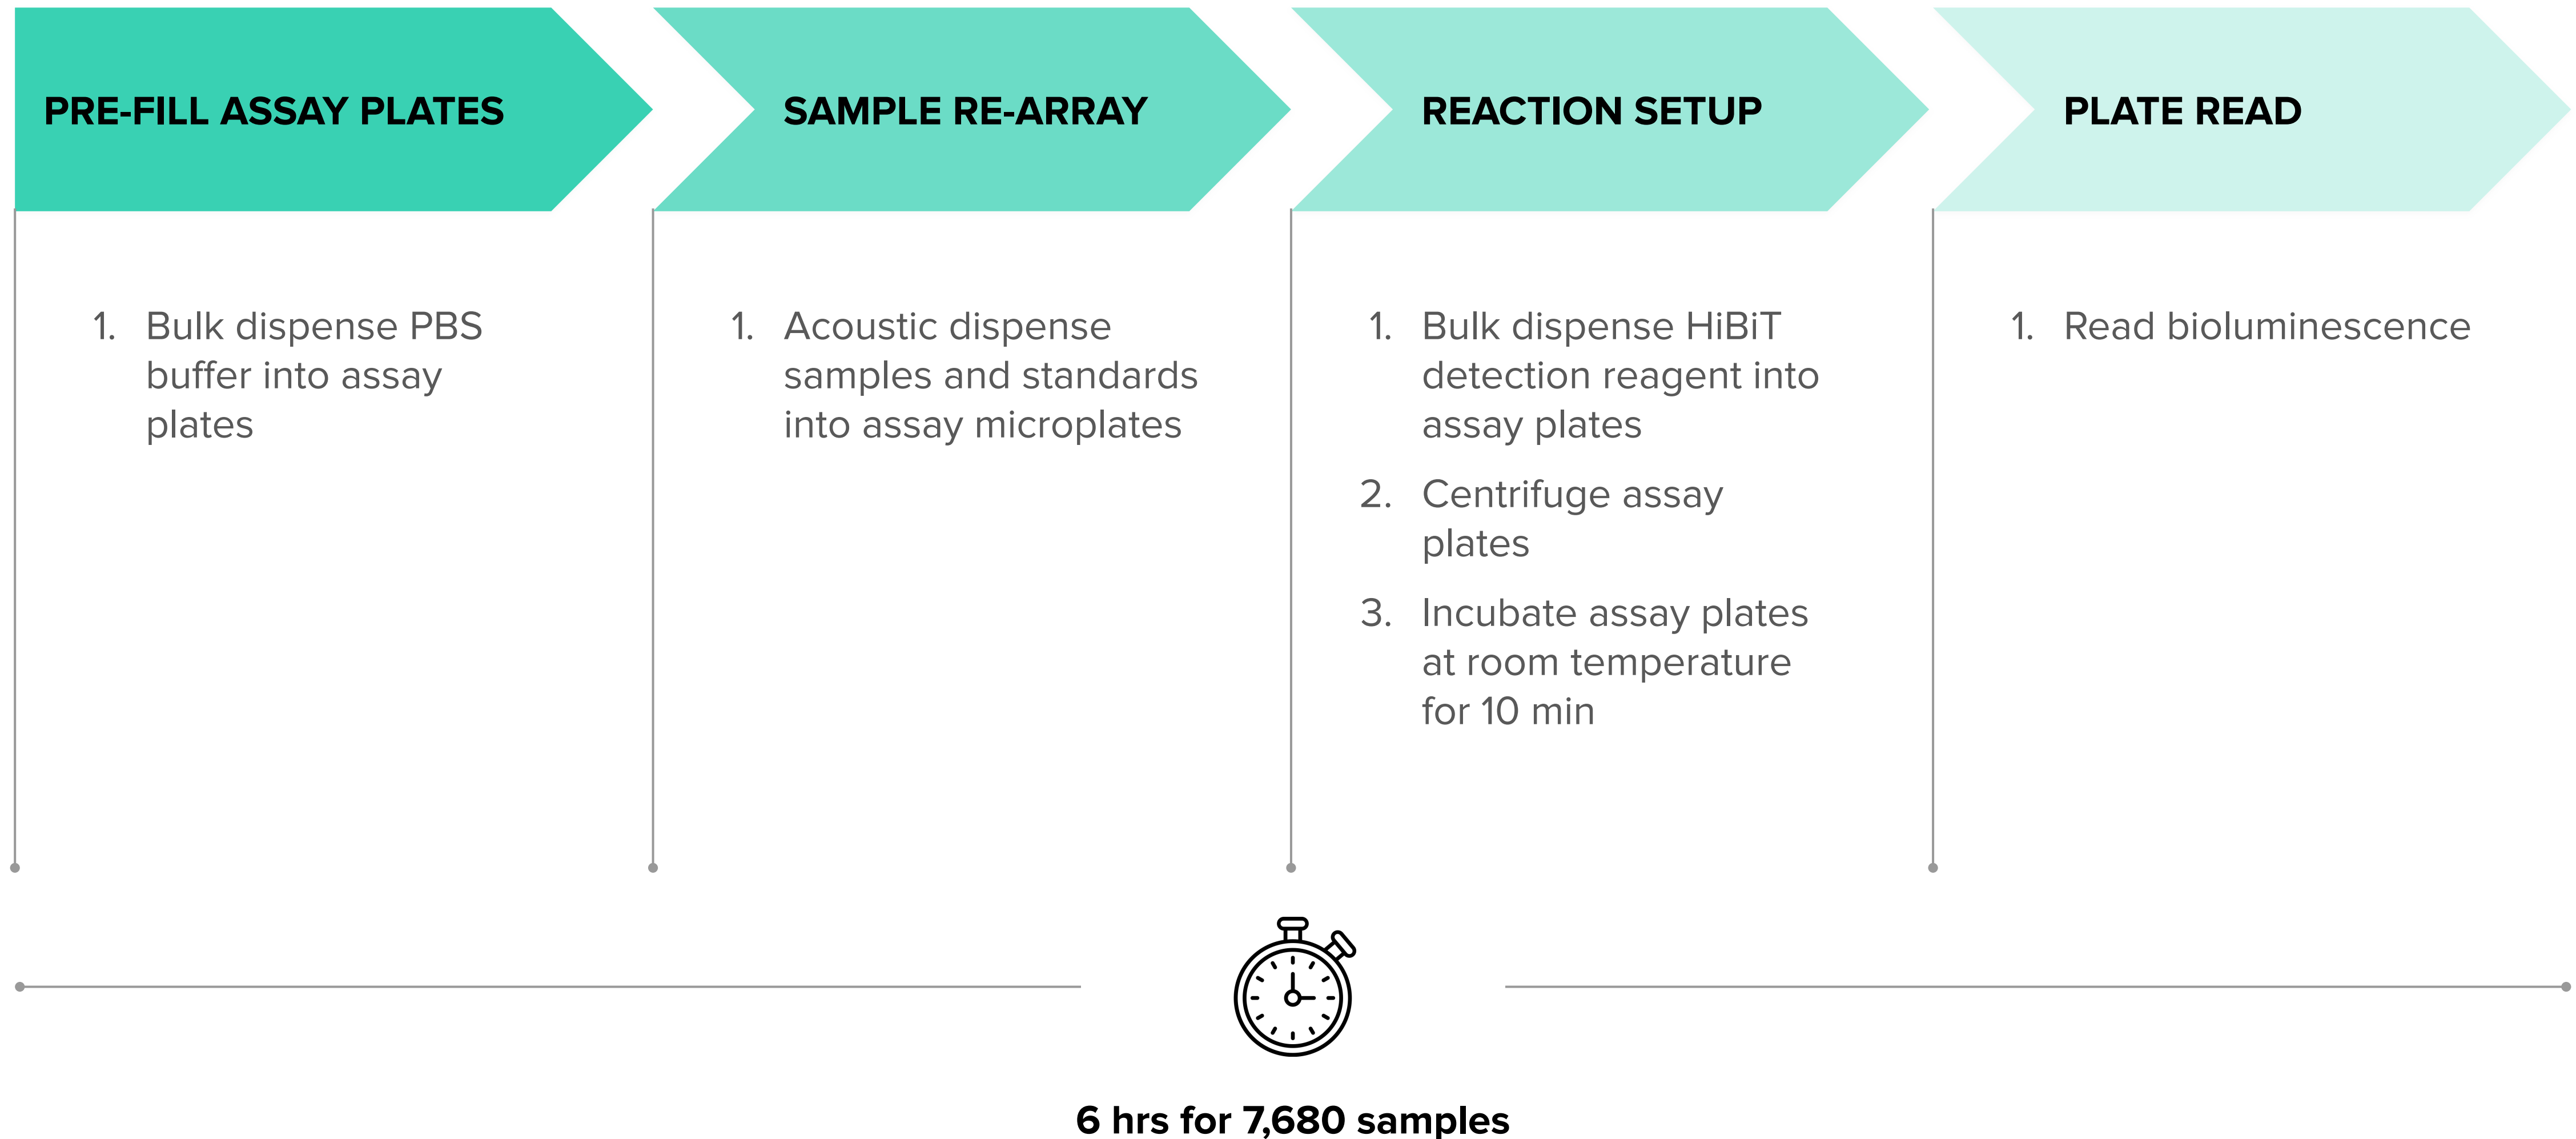 PRE-FILL ASSAY PLATES
1. Bulk dispense PBS
buffer into assay
plates
SAMPLE RE-ARRAY
1. Acoustic dispense
samples and standards
into assay microplates
REACTION SETUP
1. Bulk dispense HiBiT
detection reagent into
assay plates
2. Centrifuge assay
plates
3. Incubate assay plates
at room temperature
for 10 min
PLATE READ
1. Read bioluminescence
6 hrs for 7,680 samples